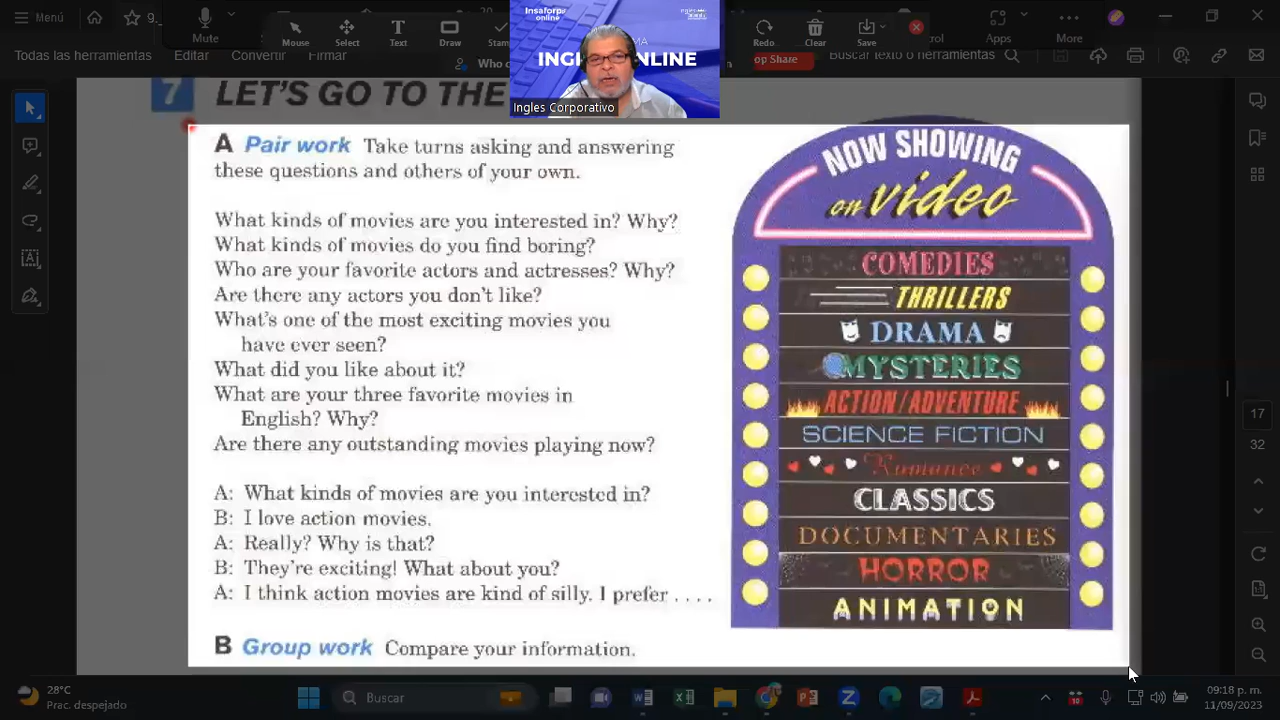 Menú
9_
Mute
Mouse
Select
Text
Draw
Redo
Clear
Save
Apps
More
Todas las herramientas
Editar
Convertir
Firmar
Who c
op Share
Buscar texto o herramientas
Insaforp
online
INGL
NLINE
Ingles Corporativo
7 LET'S GO TO THE
A Pair work Take turns asking and answering
these questions and others of your own.
What kinds of movies are you interested in? Why?
What kinds of movies do you find boring?
Who are your favorite actors and actresses? Why?
Are there any actors you don't like?
What's one of the most exciting movies you
have ever seen?
What did you like about it?
What are your three favorite movies in
English? Why?
Are there any outstanding movies playing now?
A: What kinds of movies are you interested in?
B: I love action movies.
A: Really? Why is that?
B: They're exciting! What about you?
A: I think action movies are kind of silly. I prefer . . . .
B Group work Compare your information.
NOW SHOWING
on video
COMEDIES
THRILLERS
DRAMA
MYSTERIES
ACTION/ADVENTURE
SCIENCE FICTION
Romance
CLASSICS
DOCUMENTARIES
HORROR
ANIMATION
17
32
28°C
Prac. despejado
Buscar
09:18 p. m.
11/09/2023